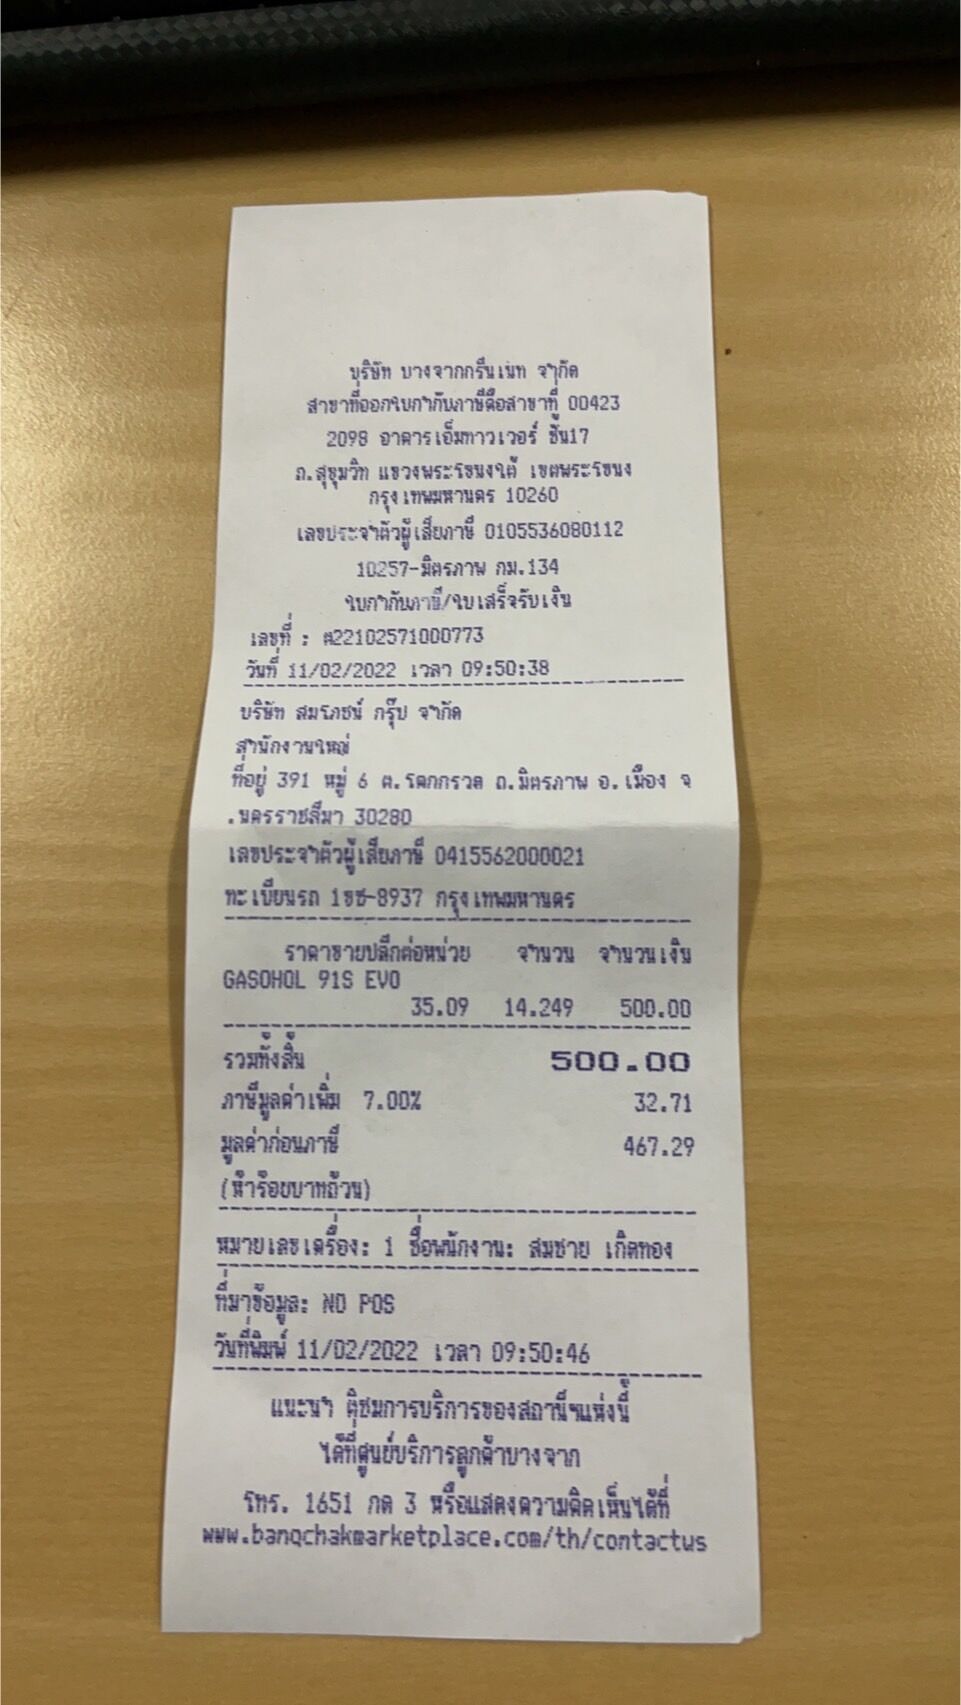 บริษัท บางจากกรีนเนท จำกัด
สาขาที่ออกใบกำกับภาษีคือสาขาที่ 00423
2098 อาคารเอ็มทาวเวอร์ ชั้น17
ถ.สุขุมวิท แขวงพระโขนงใต้ เขตพระโขนง
กรุงเทพมหานคร 10260
เลขประจำตัวผู้เสียภาษี 0105536080112
10257-มิตรภาพ กม.134
ใบกำกับภาษี/ใบเสร็จรับเงิน
เลขที่ : ต22102571000773
วันที่ 11/02/2022 เวลา 09:50:38
บริษัท สมโภชน์ กรุ๊ป จำกัด
สำนักงานใหญ่
ที่อยู่ 391 หมู่ 6 ต.โคกกรวด ถ.มิตรภาพ อ.เมือง จ
.นครราชสีมา 30280
เลขประจำตัวผู้เสียภาษี 0415562000021
ทะเบียนรถ 1ขช-8937 กรุงเทพมหานคร
ราคาขายปลีกต่อหน่วย จำนวน จำนวนเงิน
GASOHOL 91S EVO
35.09 14.249 500.00
รวมทั้งสิ้น 500.00
ภาษีมูลค่าเพิ่ม 7.00% 32.71
มูลค่าก่อนภาษี 467.29
(ห้าร้อยบาทถ้วน)
หมายเลขเครื่อง: 1 ชื่อพนักงาน: สมชาย เกิดทอง
ที่มาข้อมูล: NO POS
วันที่พิมพ์ 11/02/2022 เวลา 09:50:46
แนะนำ ติชมการบริการของสถานีฯแห่งนี้
ได้ที่ศูนย์บริการลูกค้าบางจาก
โทร. 1651 กด 3 หรือแสดงความคิดเห็นได้ที่
www.bangchakmarketplace.com/th/contactus